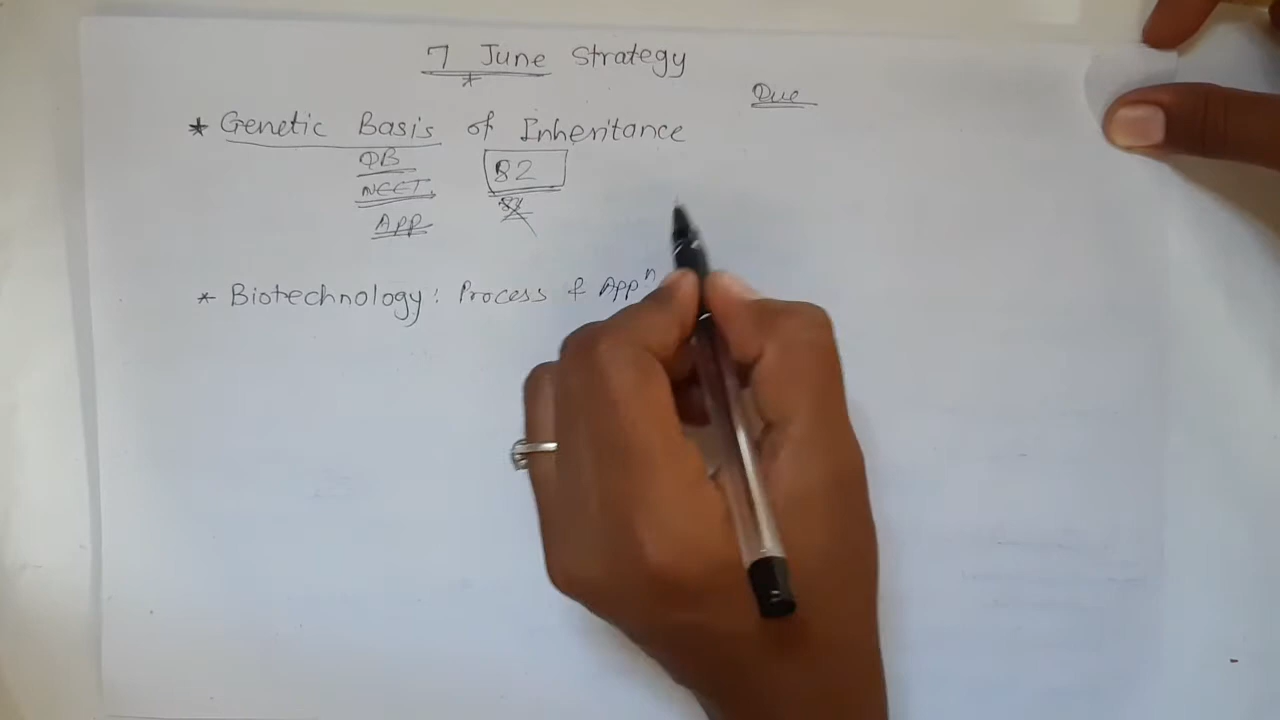 7 June Strategy
Due
* Genetic Basis of Inheritance
QB 82
NEET
App
* Biotechnology: Process & Appⁿ